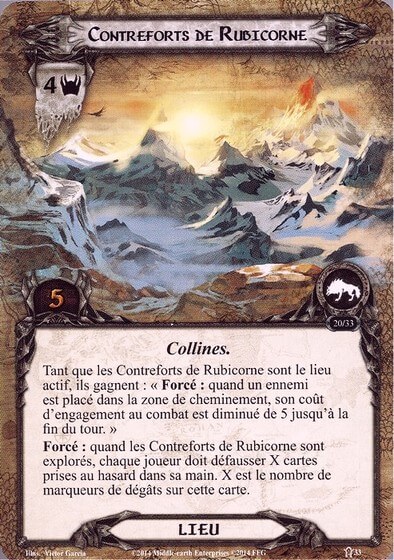 Contreforts de Rubicorne
4
5
20/33
Collines.
Tant que les Contreforts de Rubicorne sont le lieu
actif, ils gagnent : « Forcé : quand un ennemi
est placé dans la zone de cheminement, son coût
d'engagement au combat est diminué de 5 jusqu'à la
fin du tour. »
Forcé : quand les Contreforts de Rubicorne sont
explorés, chaque joueur doit défausser X cartes
prises au hasard dans sa main. X est le nombre de
marqueurs de dégâts sur cette carte.
LIEU
Illus. Victor Garcia ©2014 Middle-earth Enterprises ©2014 FFG 33